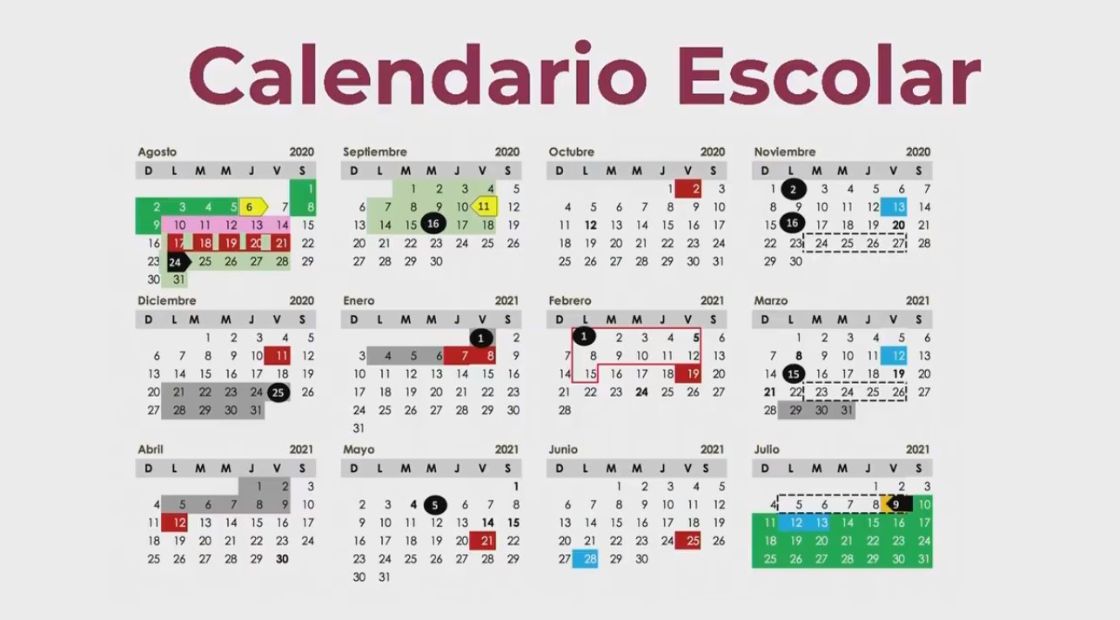 Calendario Escolar
Agosto 2020
D L M M J V S
1
2 3 4 5 6 7 8
9 10 11 12 13 14 15
16 17 18 19 20 21 22
23 24 25 26 27 28 29
30 31
Septiembre 2020
D L M M J V S
1 2 3 4 5
6 7 8 9 10 11 12
13 14 15 16 17 18 19
20 21 22 23 24 25 26
27 28 29 30
Octubre 2020
D L M M J V S
1 2 3
4 5 6 7 8 9 10
11 12 13 14 15 16 17
18 19 20 21 22 23 24
25 26 27 28 29 30 31
Noviembre 2020
D L M M J V S
1 2 3 4 5 6 7
8 9 10 11 12 13 14
15 16 17 18 19 20 21
22 23 24 25 26 27 28
29 30
Diciembre 2020
D L M M J V S
1 2 3 4 5
6 7 8 9 10 11 12
13 14 15 16 17 18 19
20 21 22 23 24 25 26
27 28 29 30 31
Enero 2021
D L M M J V S
1 2
3 4 5 6 7 8 9
10 11 12 13 14 15 16
17 18 19 20 21 22 23
24 25 26 27 28 29 30
31
Febrero 2021
D L M M J V S
1 2 3 4 5 6
7 8 9 10 11 12 13
14 15 16 17 18 19 20
21 22 23 24 25 26 27
28
Marzo 2021
D L M M J V S
1 2 3 4 5 6
7 8 9 10 11 12 13
14 15 16 17 18 19 20
21 22 23 24 25 26 27
28 29 30 31
Abril 2021
D L M M J V S
1 2 3
4 5 6 7 8 9 10
11 12 13 14 15 16 17
18 19 20 21 22 23 24
25 26 27 28 29 30
Mayo 2021
D L M M J V S
1
2 3 4 5 6 7 8
9 10 11 12 13 14 15
16 17 18 19 20 21 22
23 24 25 26 27 28 29
30 31
Junio 2021
D L M M J V S
1 2 3 4 5
6 7 8 9 10 11 12
13 14 15 16 17 18 19
20 21 22 23 24 25 26
27 28 29 30
Julio 2021
D L M M J V S
1 2 3
4 5 6 7 8 9 10
11 12 13 14 15 16 17
18 19 20 21 22 23 24
25 26 27 28 29 30 31